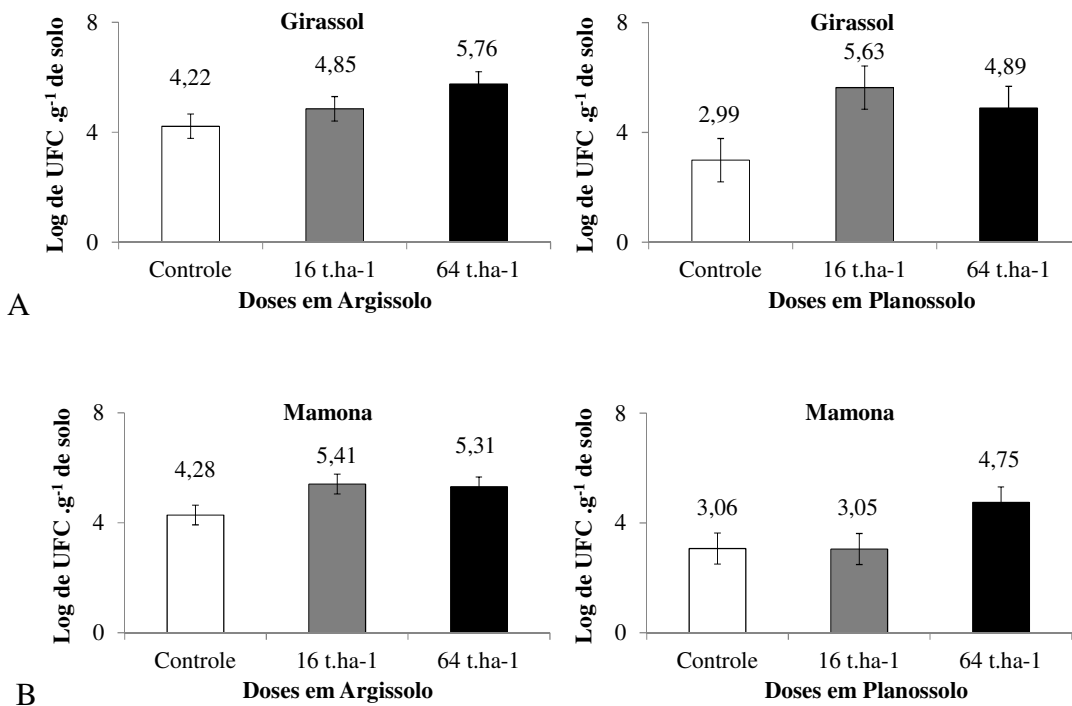 Girassol
Log de UFC .g-1 de solo
8
4
0
4,22
4,85
5,76
Controle 16 t.ha-1 64 t.ha-1
Doses em Argissolo
Girassol
Log de UFC .g-1 de solo
8
4
0
2,99
5,63
4,89
Controle 16 t.ha-1 64 t.ha-1
Doses em Planossolo
A
Mamona
Log de UFC .g-1 de solo
8
4
0
4,28
5,41
5,31
Controle 16 t.ha-1 64 t.ha-1
Doses em Argissolo
Mamona
Log de UFC .g-1 de solo
8
4
0
3,06
3,05
4,75
Controle 16 t.ha-1 64 t.ha-1
Doses em Planossolo
B